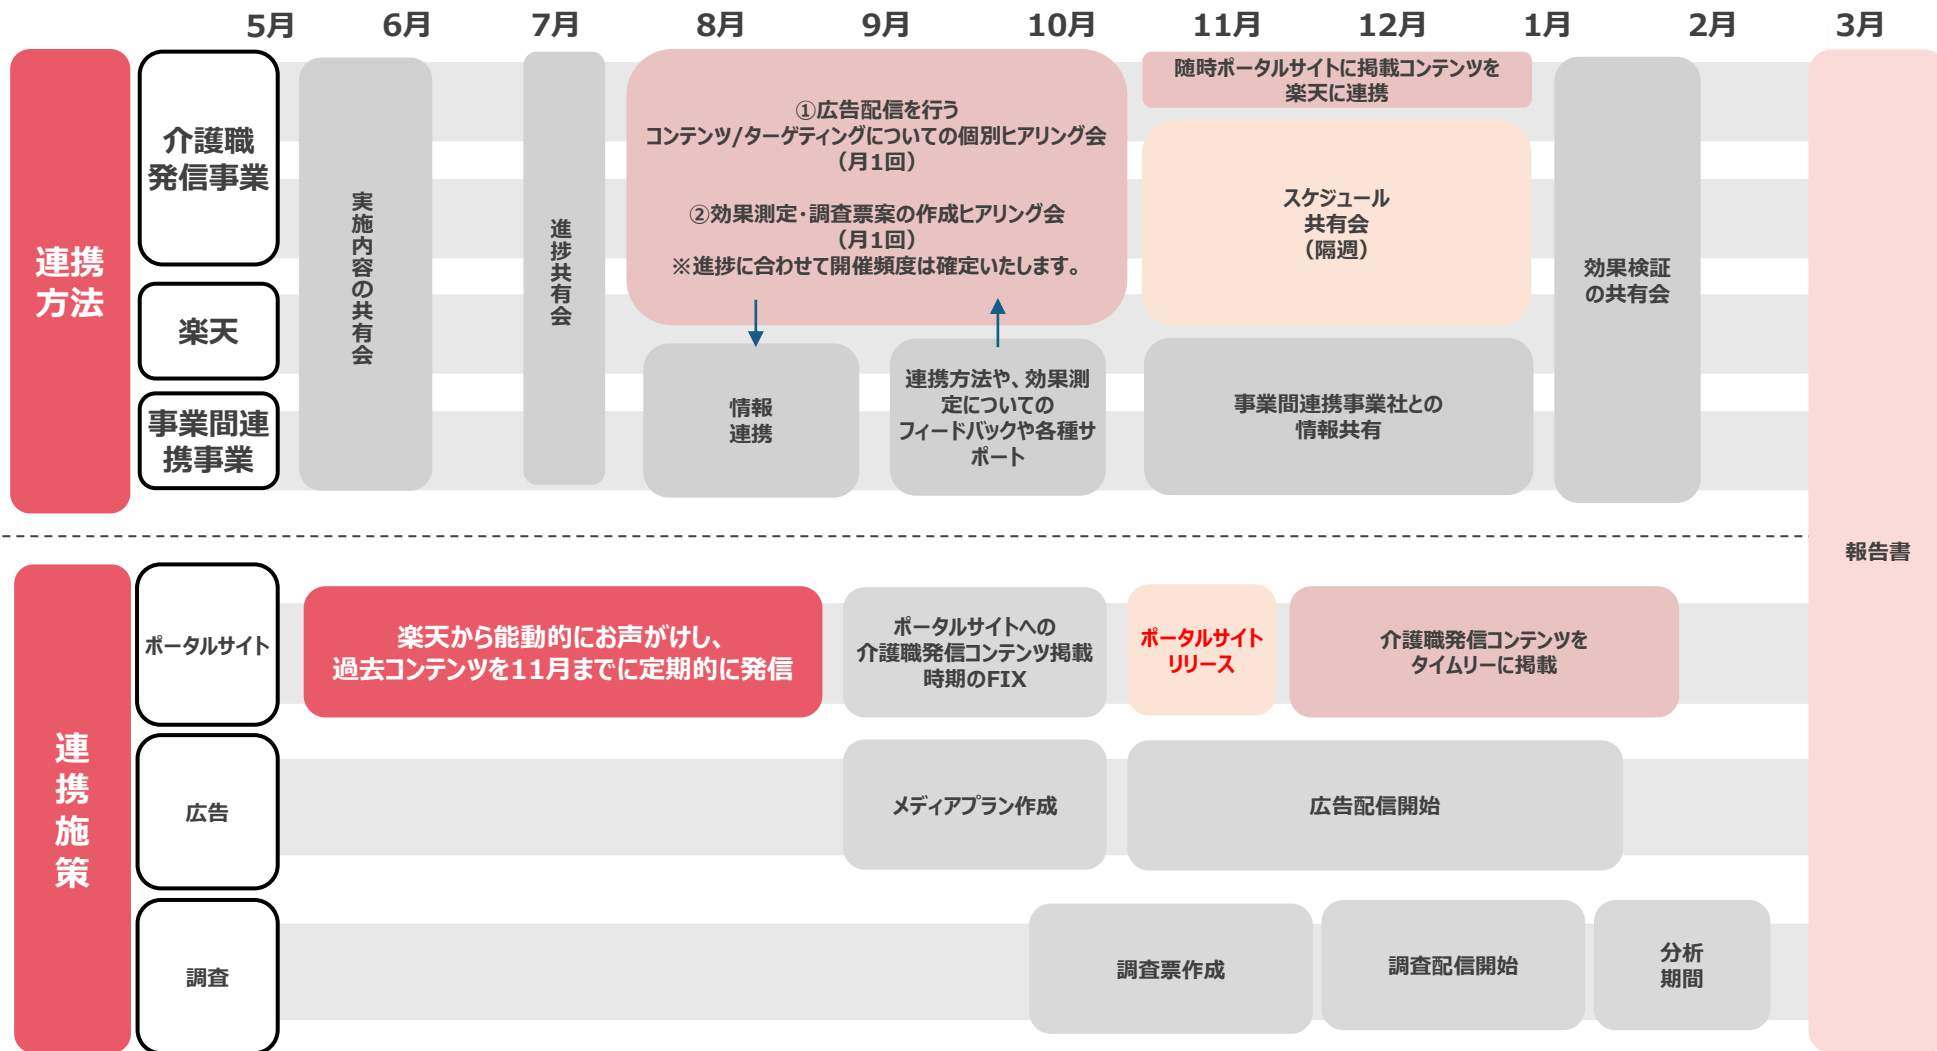 5月
6月
7月
8月
9月
10月
11月
12月
1月
2月
3月
連携
方法
介護職
発信事業
楽天
事業間連
携事業
実施内容の共有会
進捗共有会
①広告配信を行う
コンテンツ/ターゲティングについての個別ヒアリング会
（月1回）
②効果測定・調査票案の作成ヒアリング会
（月1回）
※進捗に合わせて開催頻度は確定いたします。
情報
連携
連携方法や、効果測
定についての
フィードバックや各種サ
ポート
随時ポータルサイトに掲載コンテンツを
楽天に連携
スケジュール
共有会
（隔週）
事業間連携事業社との
情報共有
効果検証
の共有会
報告書
連携施策
ポータルサイト
楽天から能動的にお声がけし、
過去コンテンツを11月までに定期的に発信
ポータルサイトへの
介護職発信コンテンツ掲載
時期のFIX
ポータルサイト
リリース
介護職発信コンテンツを
タイムリーに掲載
広告
メディアプラン作成
広告配信開始
調査
調査票作成
調査配信開始
分析
期間